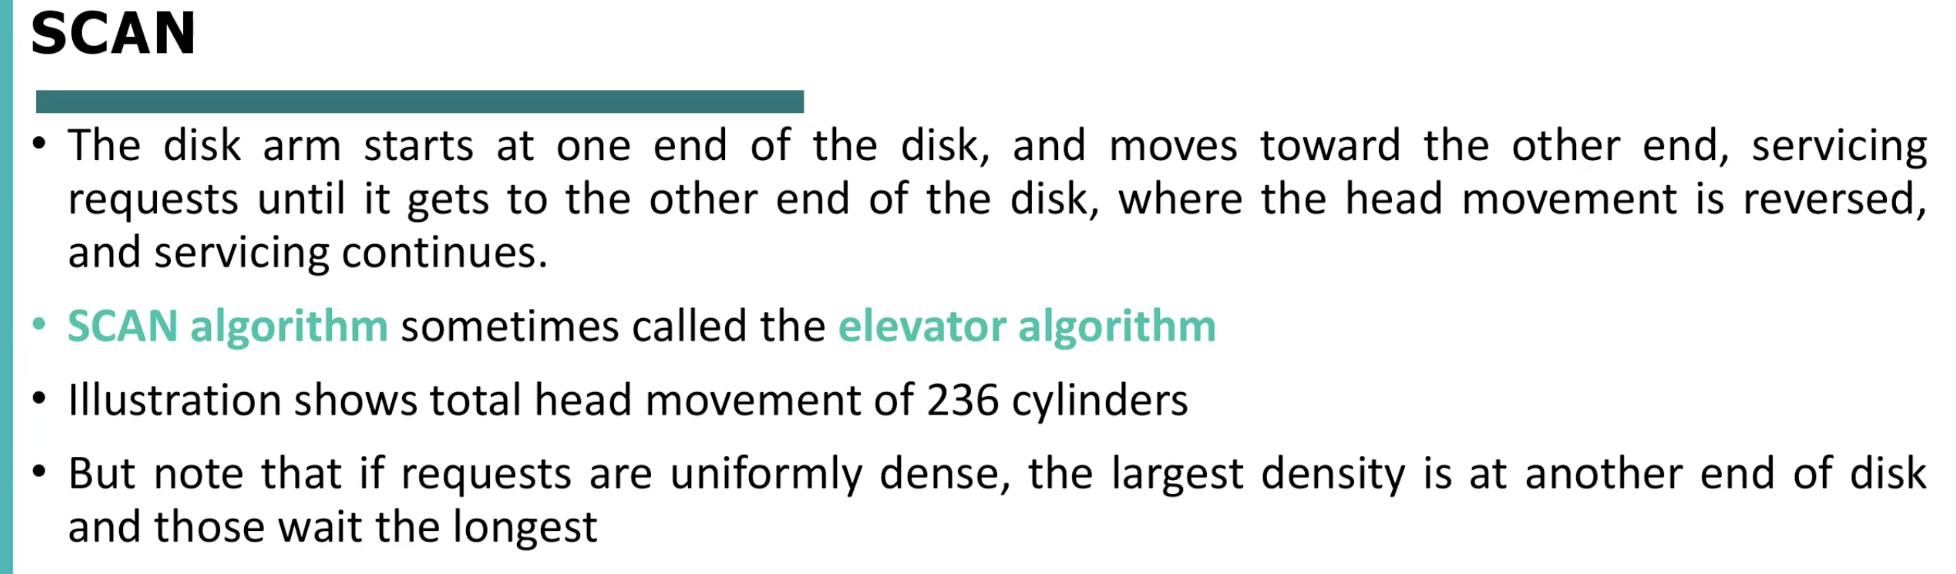 SCAN
• The disk arm starts at one end of the disk, and moves toward the other end, servicing
requests until it gets to the other end of the disk, where the head movement is reversed,
and servicing continues.
• SCAN algorithm sometimes called the elevator algorithm
• Illustration shows total head movement of 236 cylinders
• But note that if requests are uniformly dense, the largest density is at another end of disk
and those wait the longest